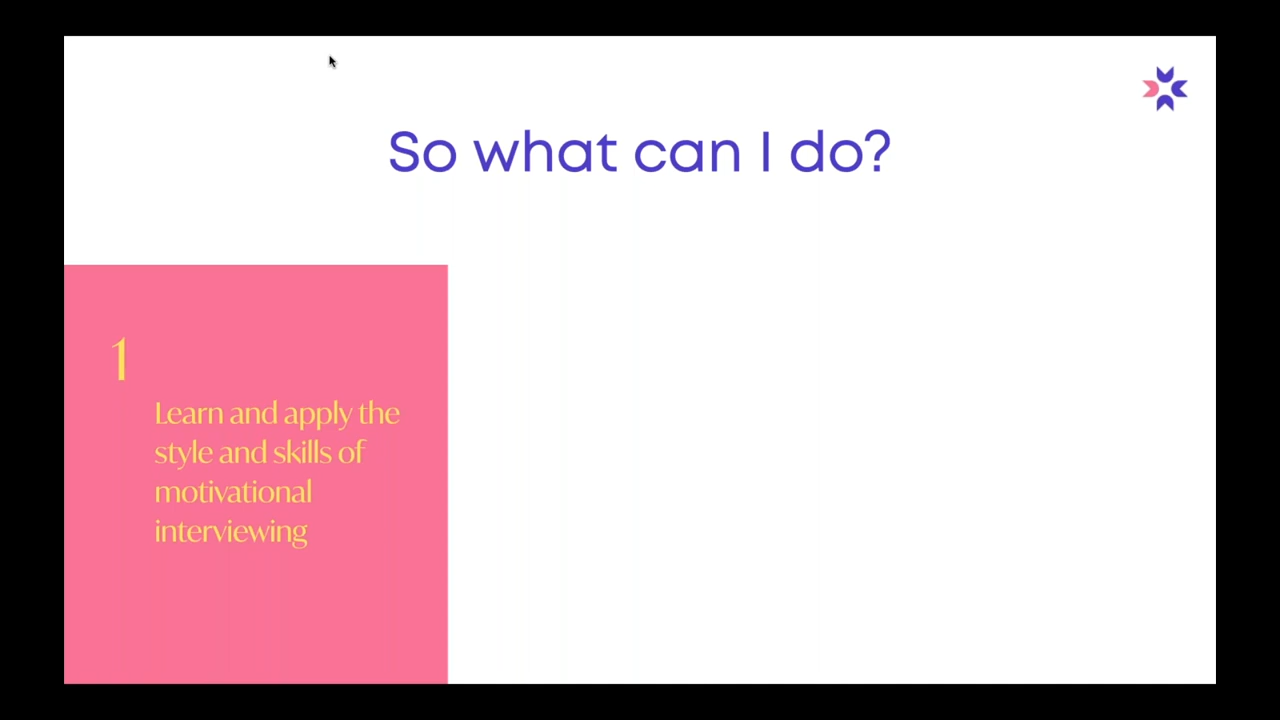 So what can I do?
1
Learn and apply the
style and skills of
motivational
interviewing